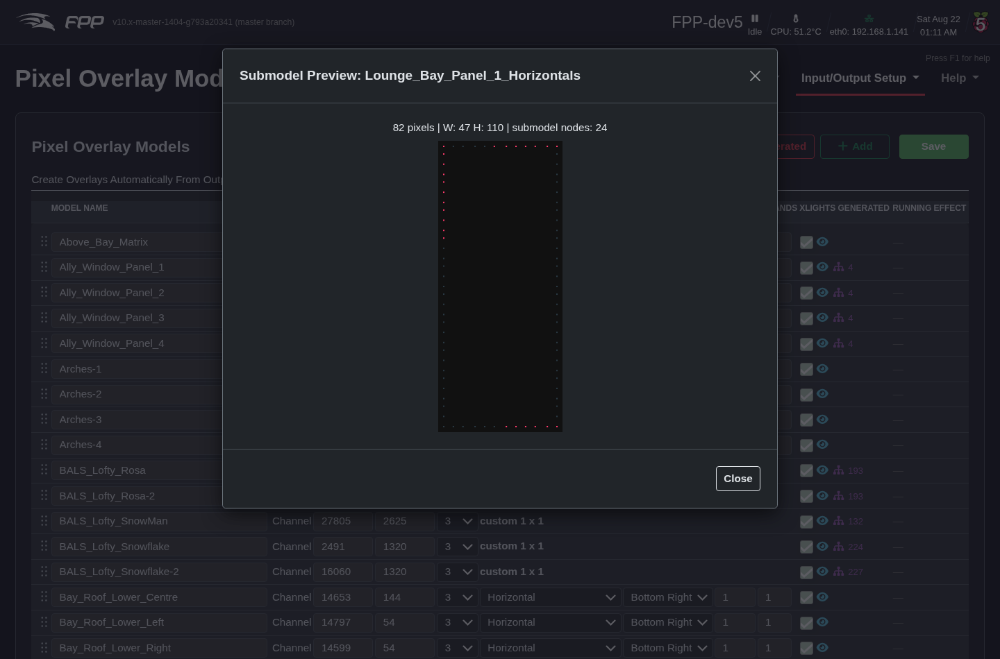 FPP
v10.x-master-1404-g793a20341 (master branch)
FPP-dev5
Idle
CPU: 51.2°C
eth0: 192.168.1.141
Sat Aug 22
01:11 AM
5
Press F1 for help
Pixel Overlay Mod
Input/Output Setup
Help
Submodel Preview: Lounge_Bay_Panel_1_Horizontals
82 pixels | W: 47 H: 110 | submodel nodes: 24
Close
Pixel Overlay Models
erated
Add
Save
Create Overlays Automatically From Outp
MODEL NAME
ANDS XLIGHTS GENERATED RUNNING EFFECT
Above_Bay_Matrix —
Ally_Window_Panel_1 4 —
Ally_Window_Panel_2 4 —
Ally_Window_Panel_3 4 —
Ally_Window_Panel_4 4 —
Arches-1 —
Arches-2 —
Arches-3 —
Arches-4 —
BALS_Lofty_Rosa 193 —
BALS_Lofty_Rosa-2 193 —
BALS_Lofty_SnowMan Channel 27805 2625 3 custom 1 x 1 132 —
BALS_Lofty_Snowflake Channel 2491 1320 3 custom 1 x 1 224 —
BALS_Lofty_Snowflake-2 Channel 16060 1320 3 custom 1 x 1 227 —
Bay_Roof_Lower_Centre Channel 14653 144 3 Horizontal Bottom Right 1 1 —
Bay_Roof_Lower_Left Channel 14797 54 3 Horizontal Bottom Right 1 1 —
Bay_Roof_Lower_Right Channel 14599 54 3 Horizontal Bottom Right 1 1 —